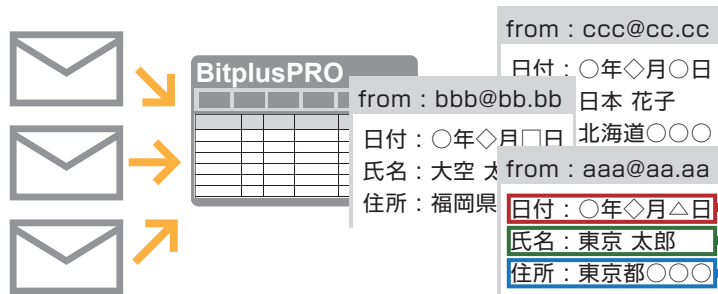 BitplusPRO
from : ccc@cc.cc
日付 : ○年◇月○日
日本 花子
北海道○○○
from : bbb@bb.bb
日付 : ○年◇月□日
氏名 : 大空
住所 : 福岡県
from : aaa@aa.aa
日付 : ○年◇月△日
氏名 : 東京 太郎
住所 : 東京都○○○